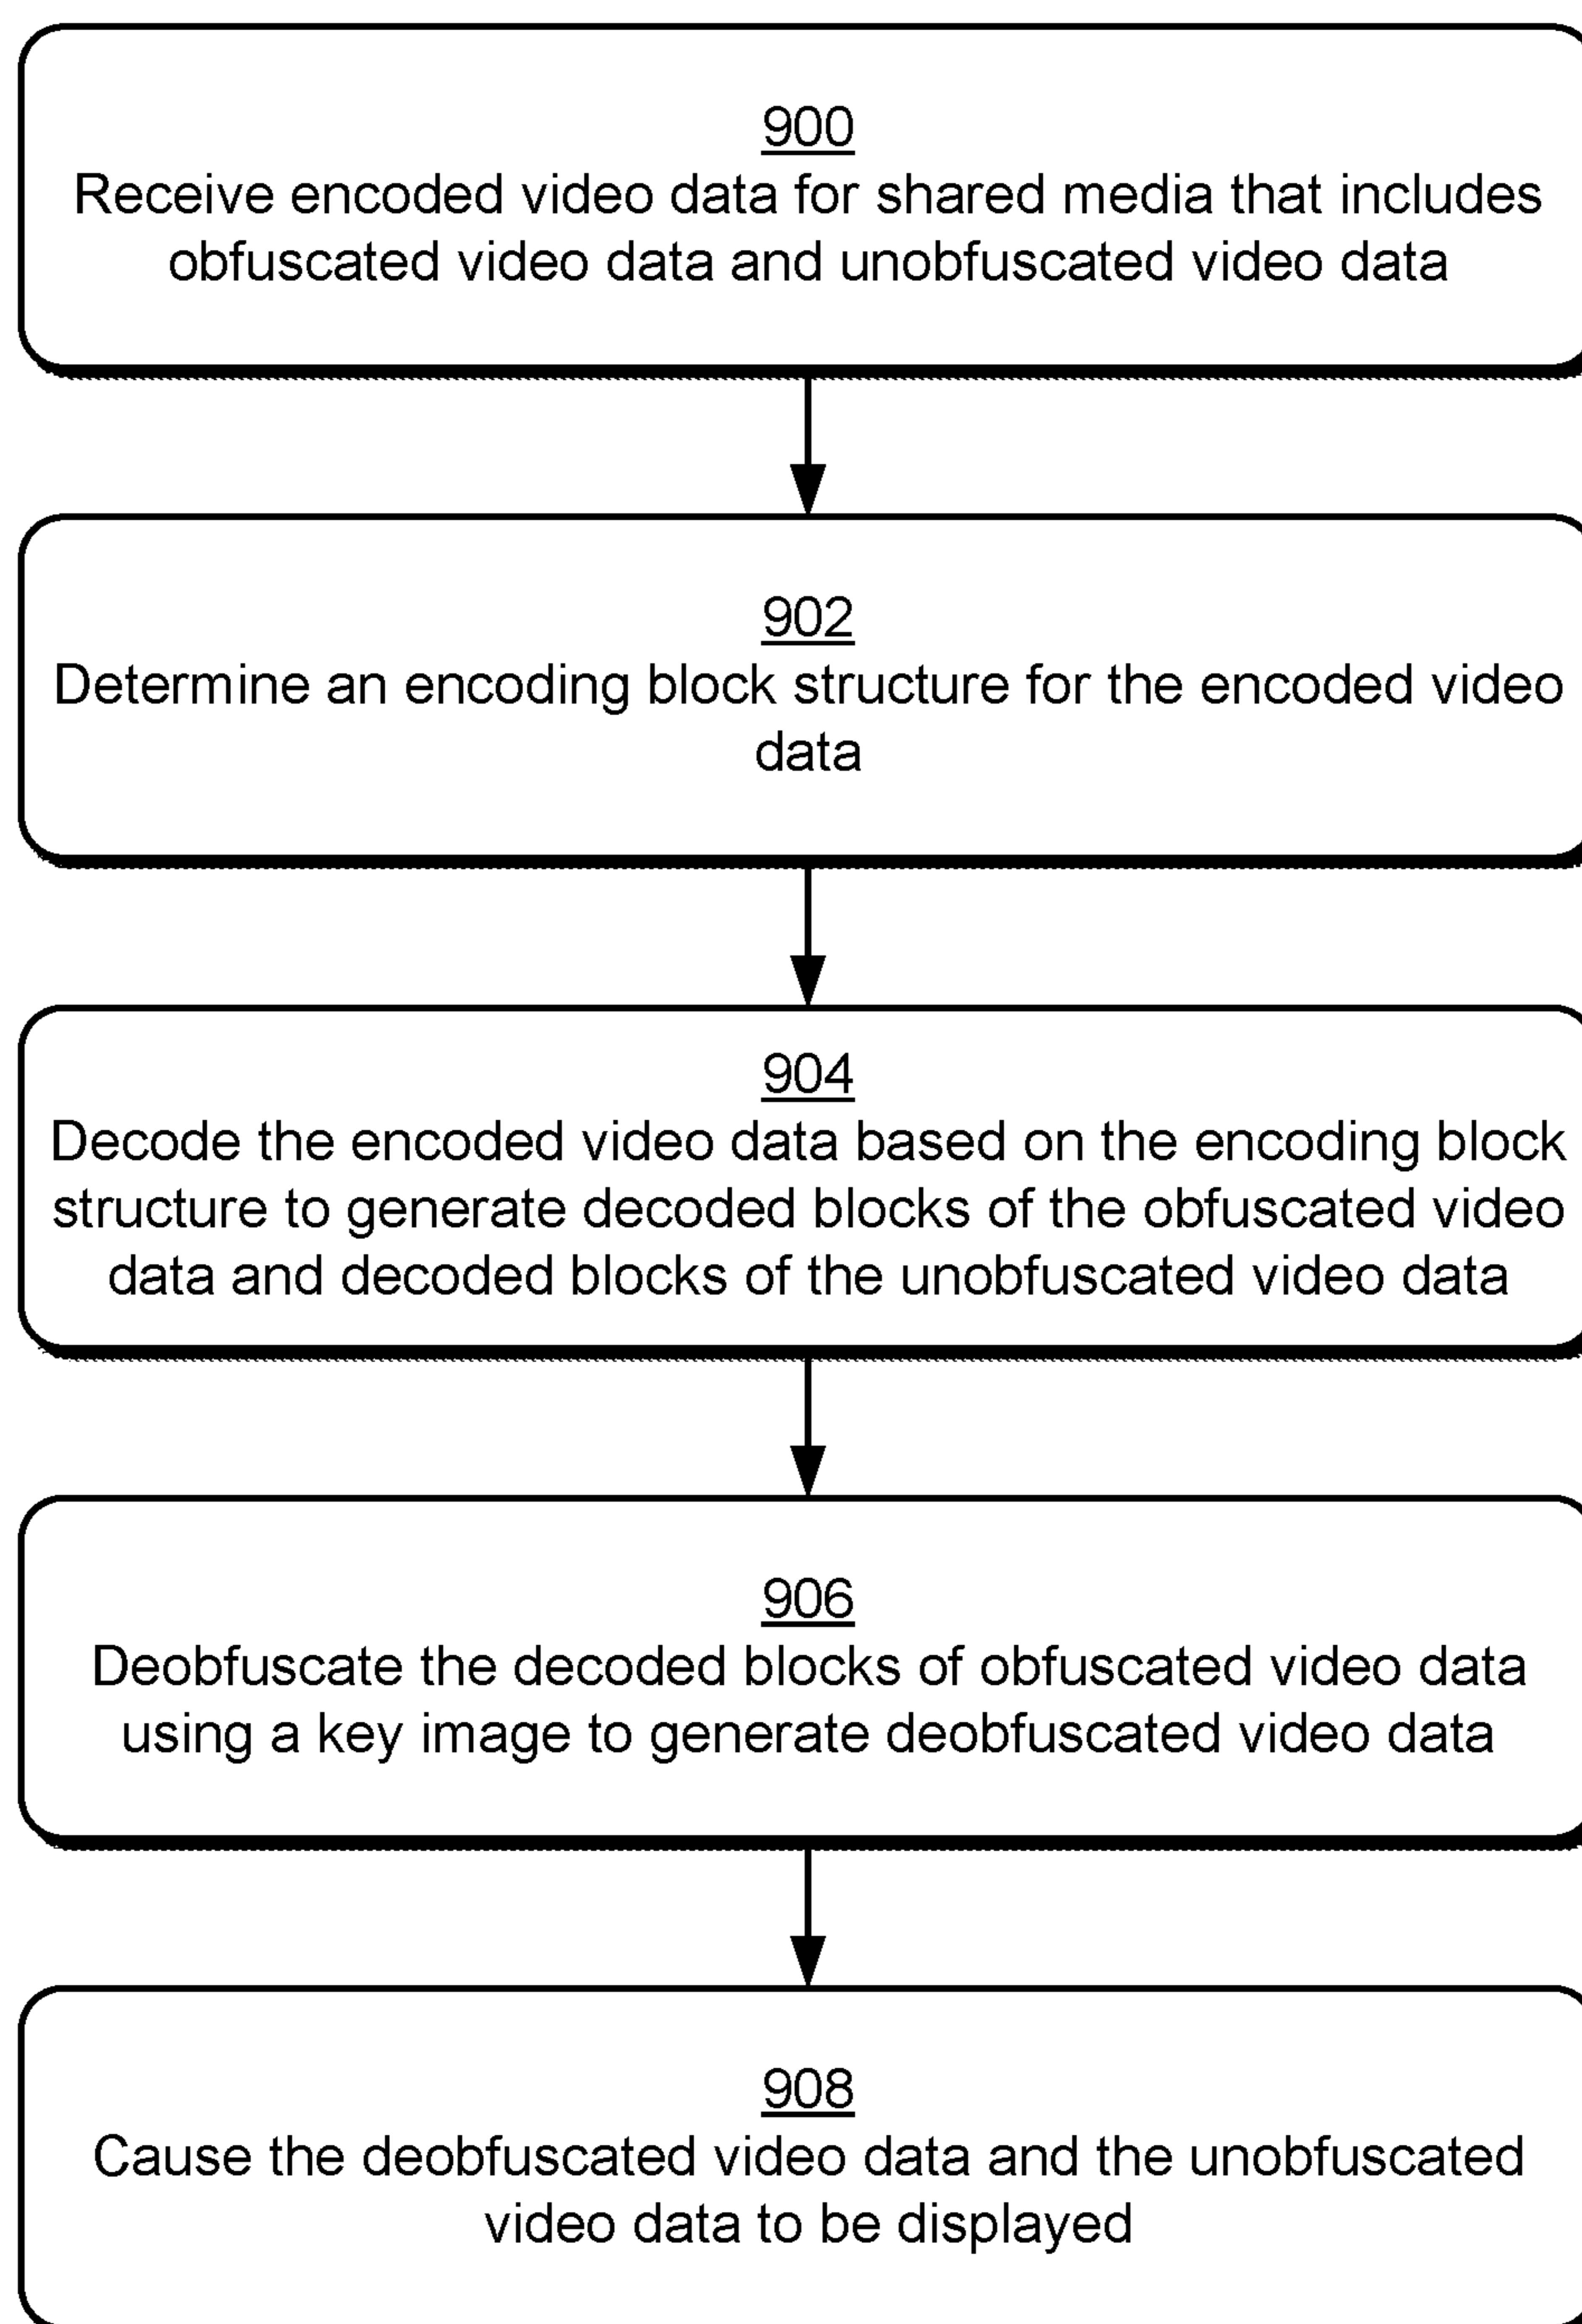 900
Receive encoded video data for shared media that includes
obfuscated video data and unobfuscated video data
902
Determine an encoding block structure for the encoded video
data
904
Decode the encoded video data based on the encoding block
structure to generate decoded blocks of the obfuscated video
data and decoded blocks of the unobfuscated video data
906
Deobfuscate the decoded blocks of obfuscated video data
using a key image to generate deobfuscated video data
908
Cause the deobfuscated video data and the unobfuscated
video data to be displayed